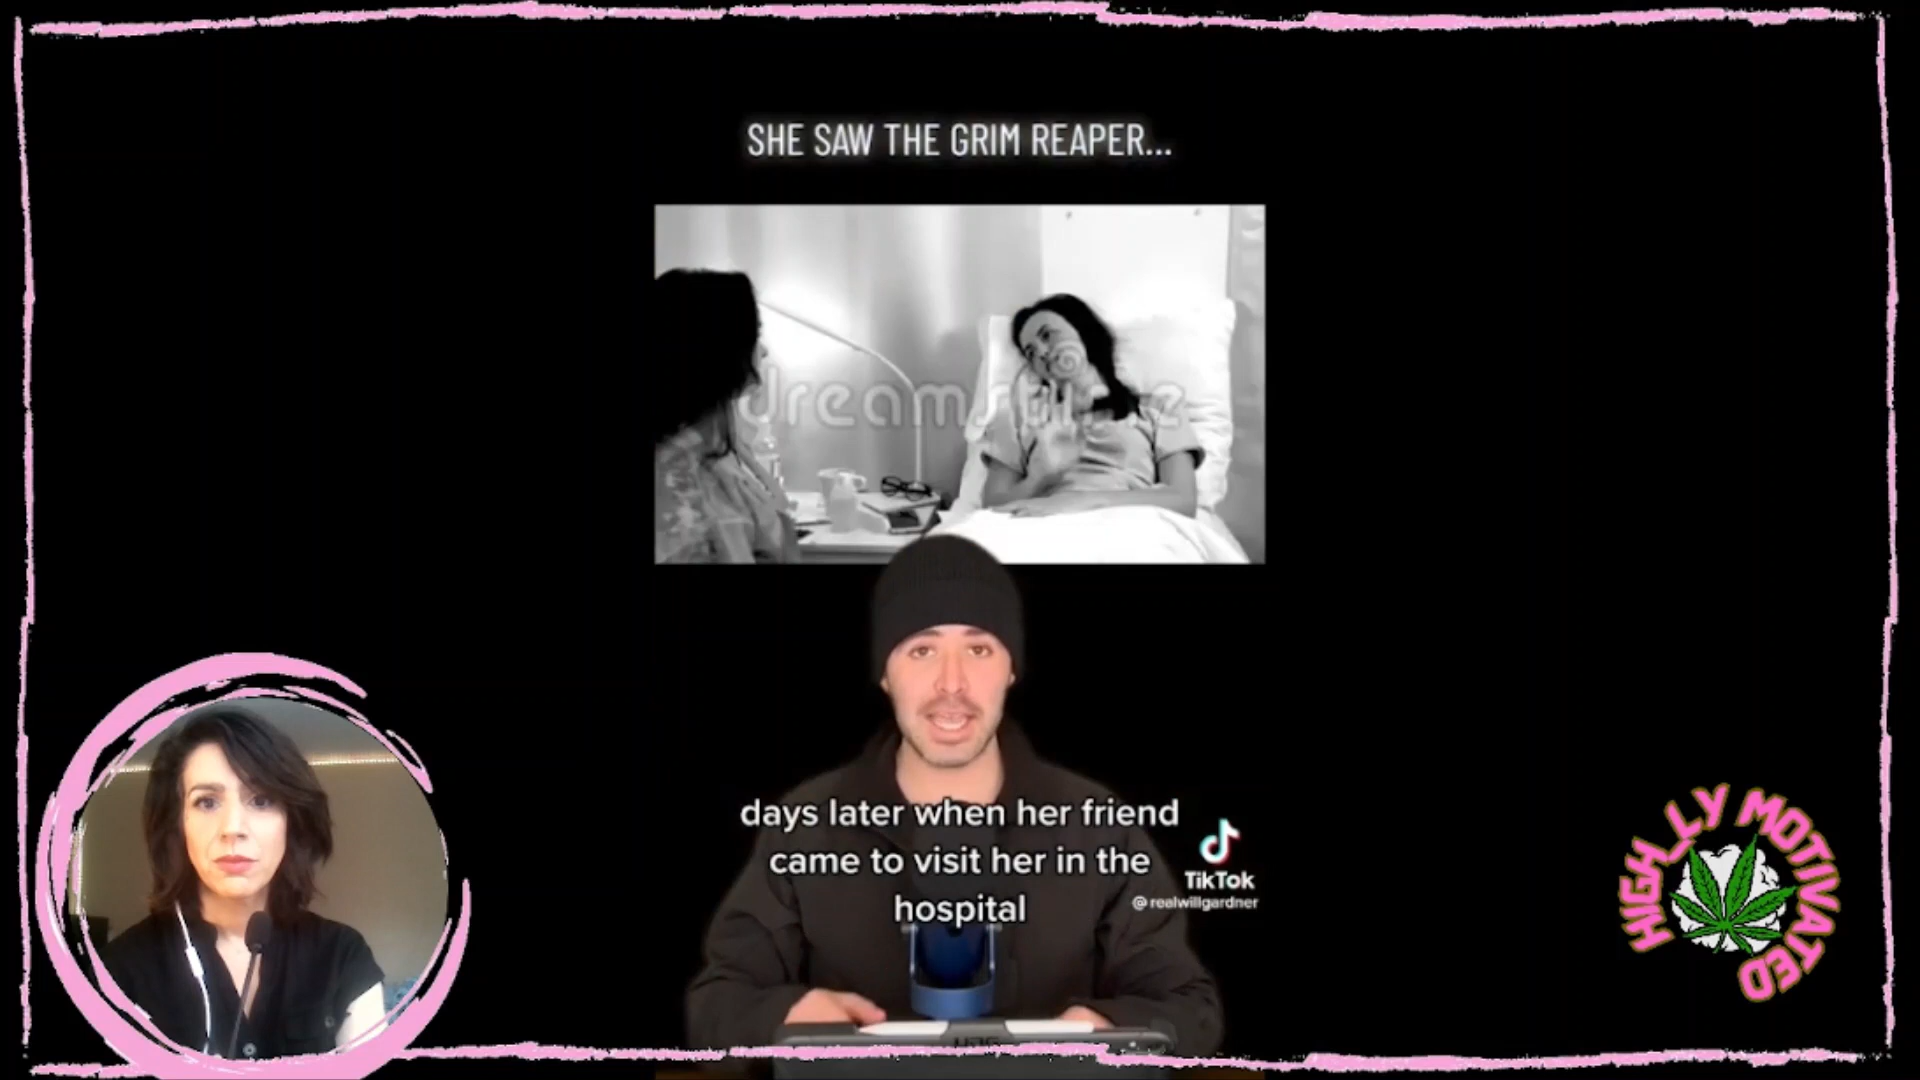 SHE SAW THE GRIM REAPER...
dreamstime
days later when her friend
came to visit her in the
hospital
TikTok
@realwillgardner
HIGH_LY MOTIVATED